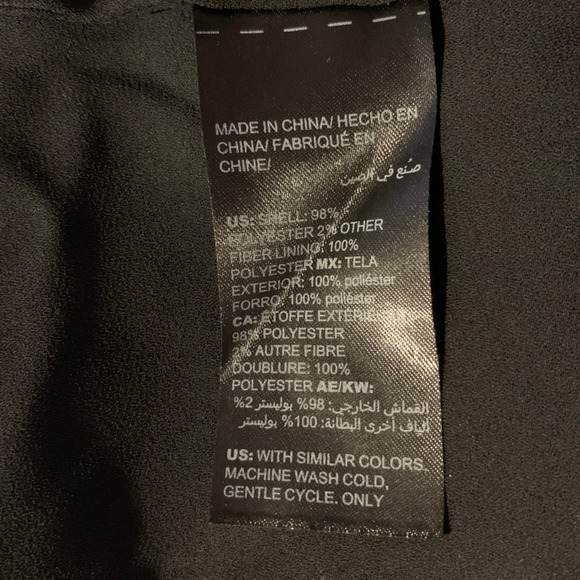 MADE IN CHINA/ HECHO EN
CHINA/ FABRIQUÉ EN
CHINE/
صُنع في الصين
US: SHELL: 98%
POLYESTER 2% OTHER
FIBER LINING: 100%
POLYESTER MX: TELA
EXTERIOR: 100% poliéster
FORRO: 100% poliéster
CA: ÉTOFFE EXTÉRIEURE
98% POLYESTER
2% AUTRE FIBRE
DOUBLURE: 100%
POLYESTER AE/KW:
القماش الخارجي: 98% بوليستر 2%
ألياف أخرى البطانة: 100% بوليستر
US: WITH SIMILAR COLORS.
MACHINE WASH COLD,
GENTLE CYCLE. ONLY